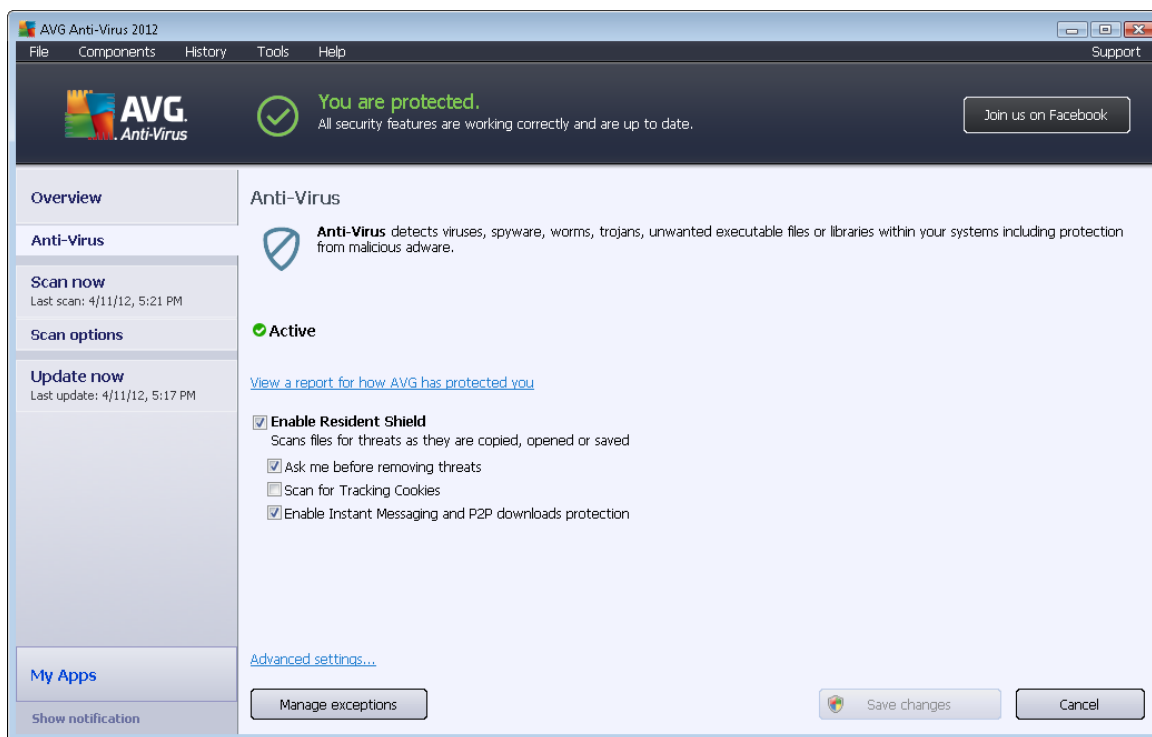 AVG Anti-Virus 2012
File Components History Tools Help Support
AVG.
Anti-Virus
You are protected.
All security features are working correctly and are up to date.
Join us on Facebook
Overview
Anti-Virus
Scan now
Last scan: 4/11/12, 5:21 PM
Scan options
Update now
Last update: 4/11/12, 5:17 PM
My Apps
Show notification
Anti-Virus
Anti-Virus detects viruses, spyware, worms, trojans, unwanted executable files or libraries within your systems including protection
from malicious adware.
Active
View a report for how AVG has protected you
Enable Resident Shield
Scans files for threats as they are copied, opened or saved
Ask me before removing threats
Scan for Tracking Cookies
Enable Instant Messaging and P2P downloads protection
Advanced settings...
Manage exceptions
Save changes
Cancel